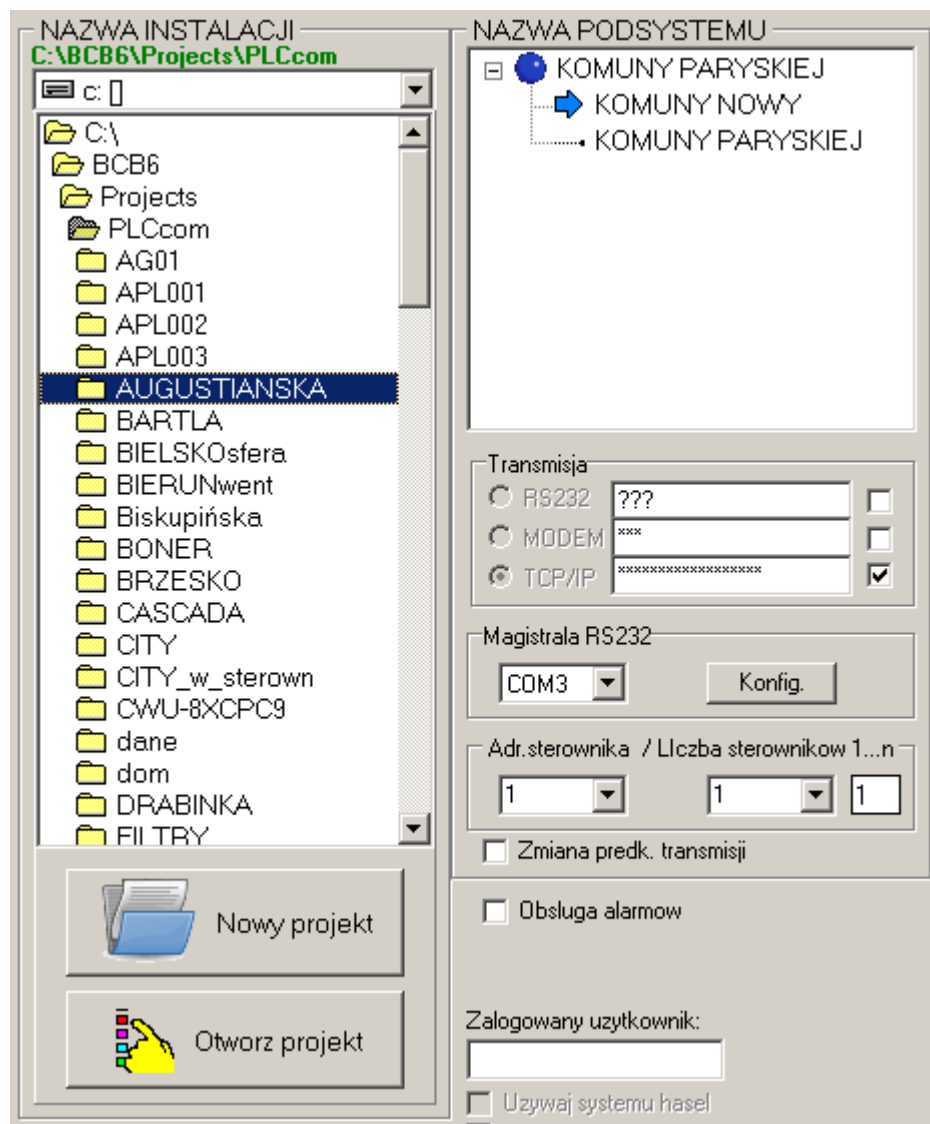 NAZWA INSTALACJI
C:\BCB6\Projects\PLCcom
c: []
C:\
BCB6
Projects
PLCcom
AG01
APL001
APL002
APL003
AUGUSTIANSKA
BARTLA
BIELSKOsfera
BIERUNwent
Biskupińska
BONER
BRZESKO
CASCADA
CITY
CITY_w_sterown
CWU-8XCPC9
dane
dom
DRABINKA
FILTRY
Nowy projekt
Otworz projekt
NAZWA PODSYSTEMU
KOMUNY PARYSKIEJ
KOMUNY NOWY
KOMUNY PARYSKIEJ
Transmisja
RS232 ???
MODEM ***
TCP/IP ******************
Magistrala RS232
COM3 Konfig.
Adr.sterownika / LIczba sterownikow 1...n
1 1 1
Zmiana predk. transmisji
Obsluga alarmow
Zalogowany uzytkownik:
Uzywaj systemu hasel